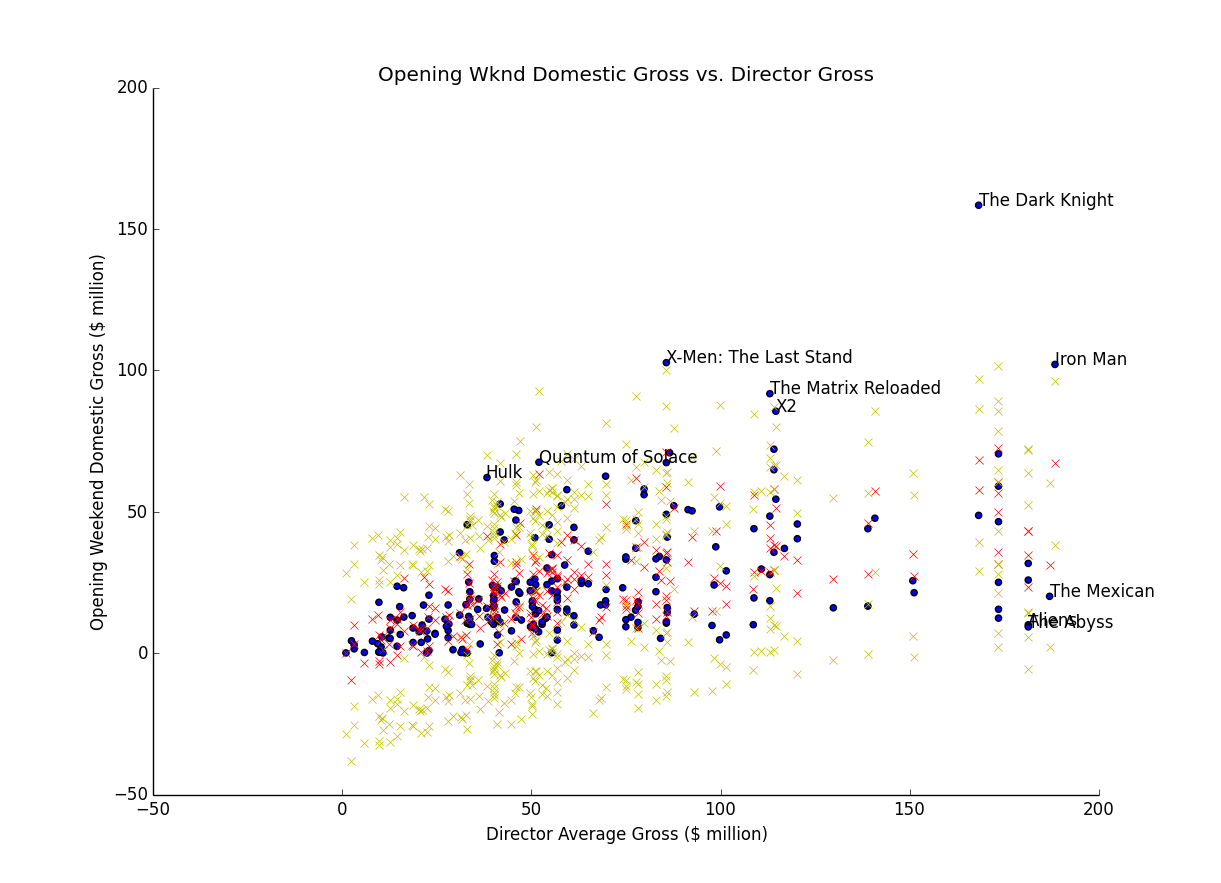 Opening Wknd Domestic Gross vs. Director Gross
200
The Dark Knight
150
X-Men: The Last Stand
Iron Man
100
The Matrix Reloaded
X2
Quantum of Solace
Hulk
50
The Mexican
Aliens
The Abyss
0
−50
−50 0 50 100 150 200
Director Average Gross ($ million)
Opening Weekend Domestic Gross ($ million)